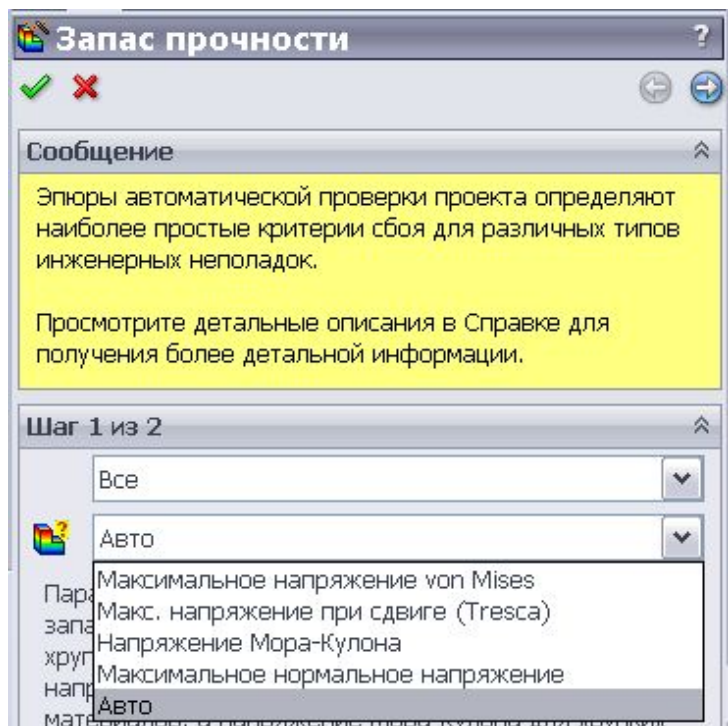 Запас прочности
?
Сообщение
Эпюры автоматической проверки проекта определяют
наиболее простые критерии сбоя для различных типов
инженерных неполадок.
Просмотрите детальные описания в Справке для
получения более детальной информации.
Шаг 1 из 2
Все
Авто
Максимальное напряжение von Mises
Макс. напряжение при сдвиге (Tresca)
Напряжение Мора-Кулона
Максимальное нормальное напряжение
Авто